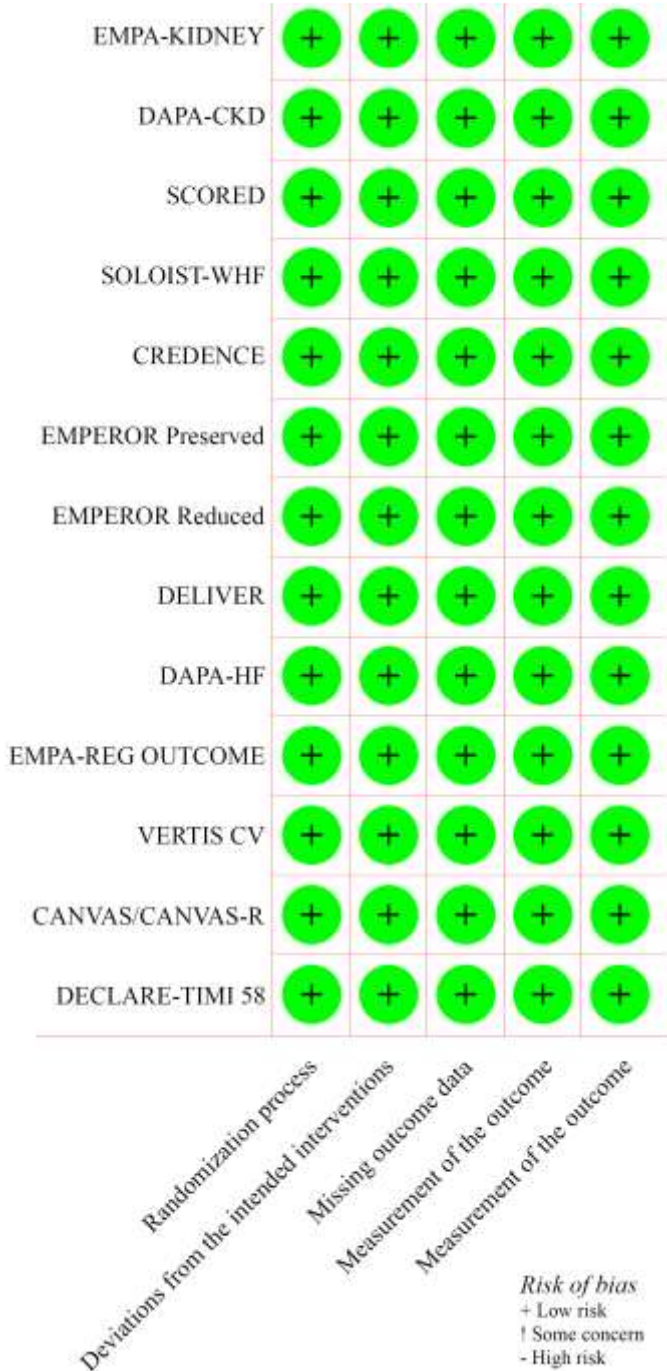 EMPA-KIDNEY + + + + +
DAPA-CKD + + + + +
SCORED + + + + +
SOLOIST-WHF + + + + +
CREDENCE + + + + +
EMPEROR Preserved + + + + +
EMPEROR Reduced + + + + +
DELIVER + + + + +
DAPA-HF + + + + +
EMPA-REG OUTCOME + + + + +
VERTIS CV + + + + +
CANVAS/CANVAS-R + + + + +
DECLARE-TIMI 58 + + + + +
Randomization process
Deviations from the intended interventions
Missing outcome data
Measurement of the outcome
Measurement of the outcome
Risk of bias
+ Low risk
! Some concern
- High risk